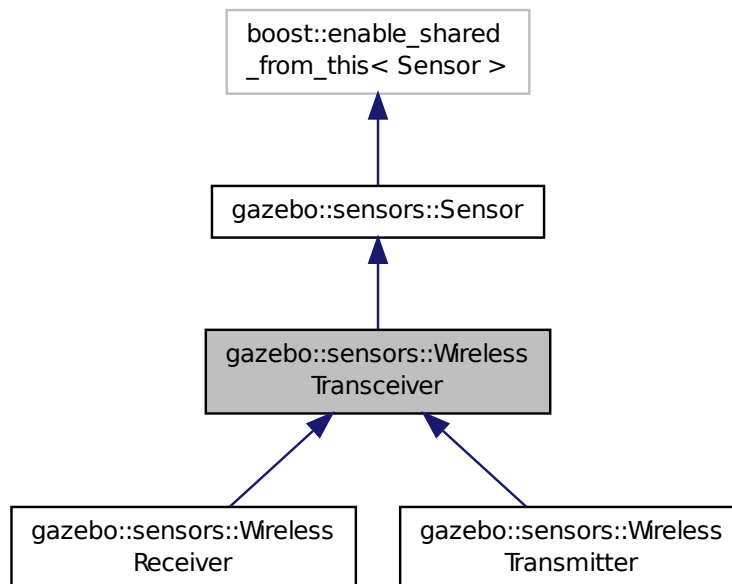 boost::enable_shared
_from_this< Sensor >
gazebo::sensors::Sensor
gazebo::sensors::Wireless
Transceiver
gazebo::sensors::Wireless
Receiver
gazebo::sensors::Wireless
Transmitter